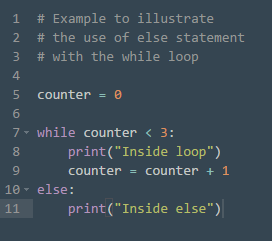 1 # Example to illustrate
2 # the use of else statement
3 # with the while loop
4
5 counter = 0
6
7 while counter < 3:
8     print("Inside loop")
9     counter = counter + 1
10 else:
11     print("Inside else")